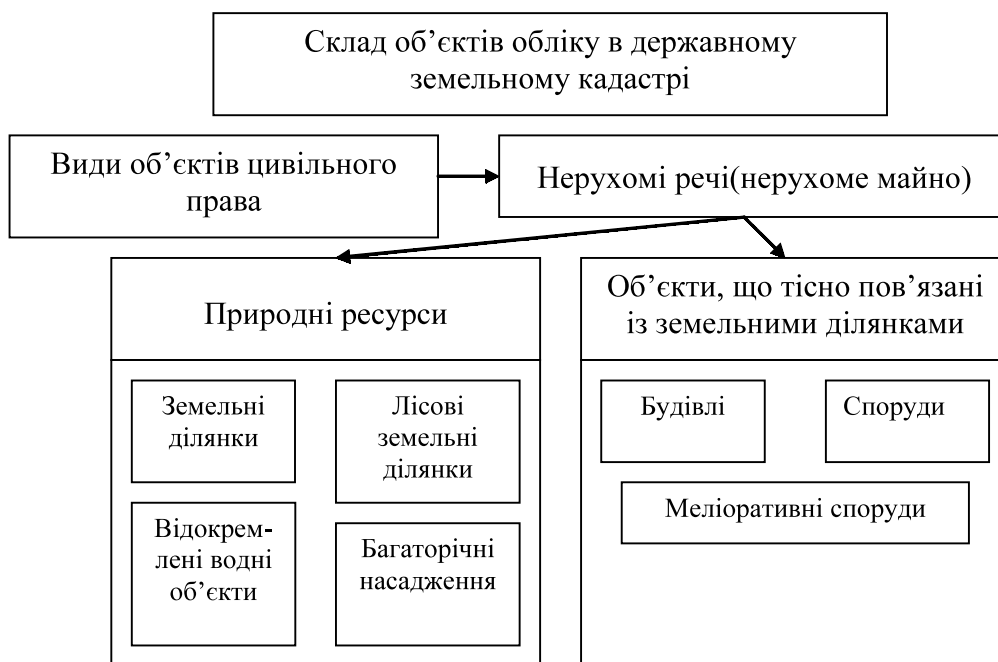 Склад об’єктів обліку в державному
земельному кадастрі
Види об’єктів цивільного
права
Нерухомі речі(нерухоме майно)
Природні ресурси
Об’єкти, що тісно пов’язані
із земельними ділянками
Земельні
ділянки
Лісові
земельні
ділянки
Відокрем-
лені водні
об’єкти
Багаторічні
насадження
Будівлі
Споруди
Меліоративні споруди